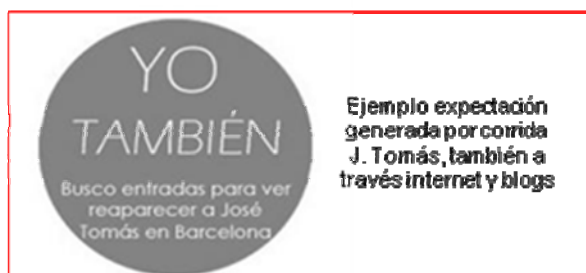 YO
TAMBIÉN
Busco entradas para ver
reaparecer a José
Tomás en Barcelona
Ejemplo expectación
generada por corrida
J. Tomás, también a
través internet y blogs